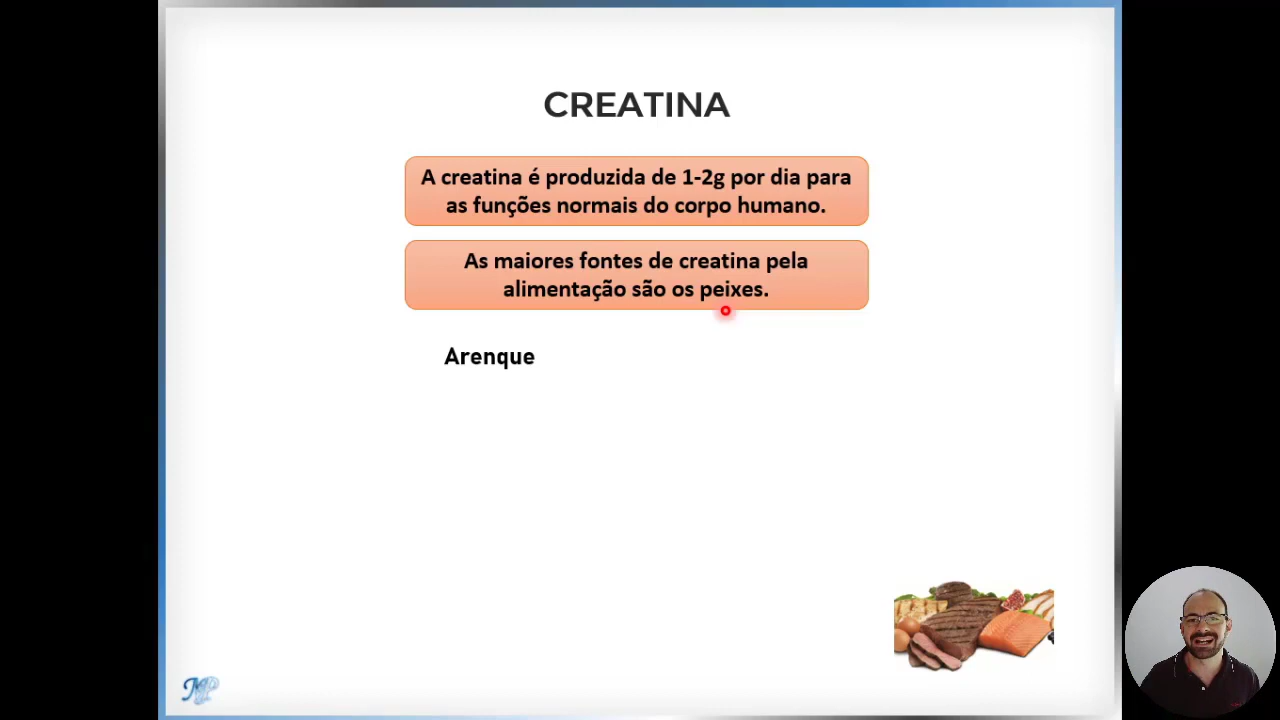 CREATINA
A creatina é produzida de 1-2g por dia para
as funções normais do corpo humano.
As maiores fontes de creatina pela
alimentação são os peixes.
Arenque